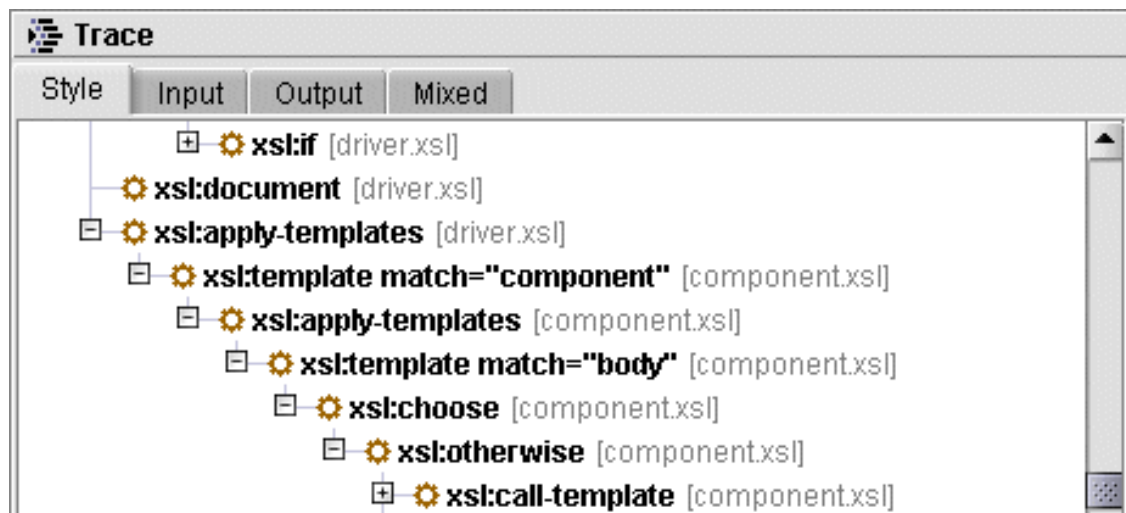 Trace
Style Input Output Mixed
xsl:if [driver.xsl]
xsl:document [driver.xsl]
xsl:apply-templates [driver.xsl]
xsl:template match="component" [component.xsl]
xsl:apply-templates [component.xsl]
xsl:template match="body" [component.xsl]
xsl:choose [component.xsl]
xsl:otherwise [component.xsl]
xsl:call-template [component.xsl]